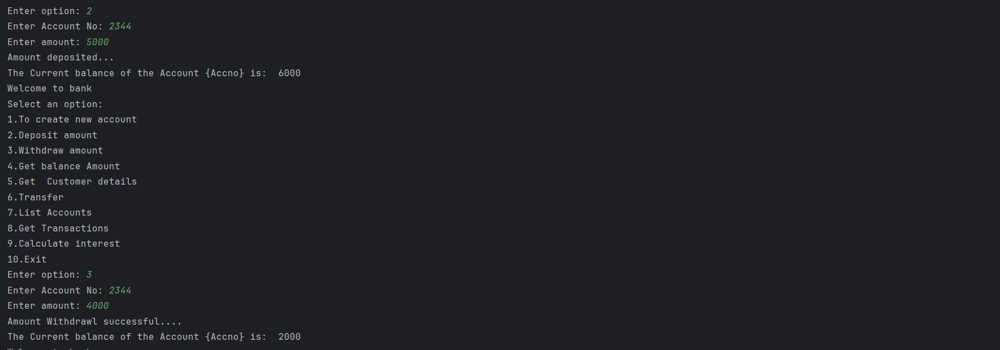 Enter option: 2
Enter Account No: 2344
Enter amount: 5000
Amount deposited...
The Current balance of the Account {Accno} is:  6000
Welcome to bank
Select an option:
1.To create new account
2.Deposit amount
3.Withdraw amount
4.Get balance Amount
5.Get  Customer details
6.Transfer
7.List Accounts
8.Get Transactions
9.Calculate interest
10.Exit
Enter option: 3
Enter Account No: 2344
Enter amount: 4000
Amount Withdrawl successful....
The Current balance of the Account {Accno} is:  2000